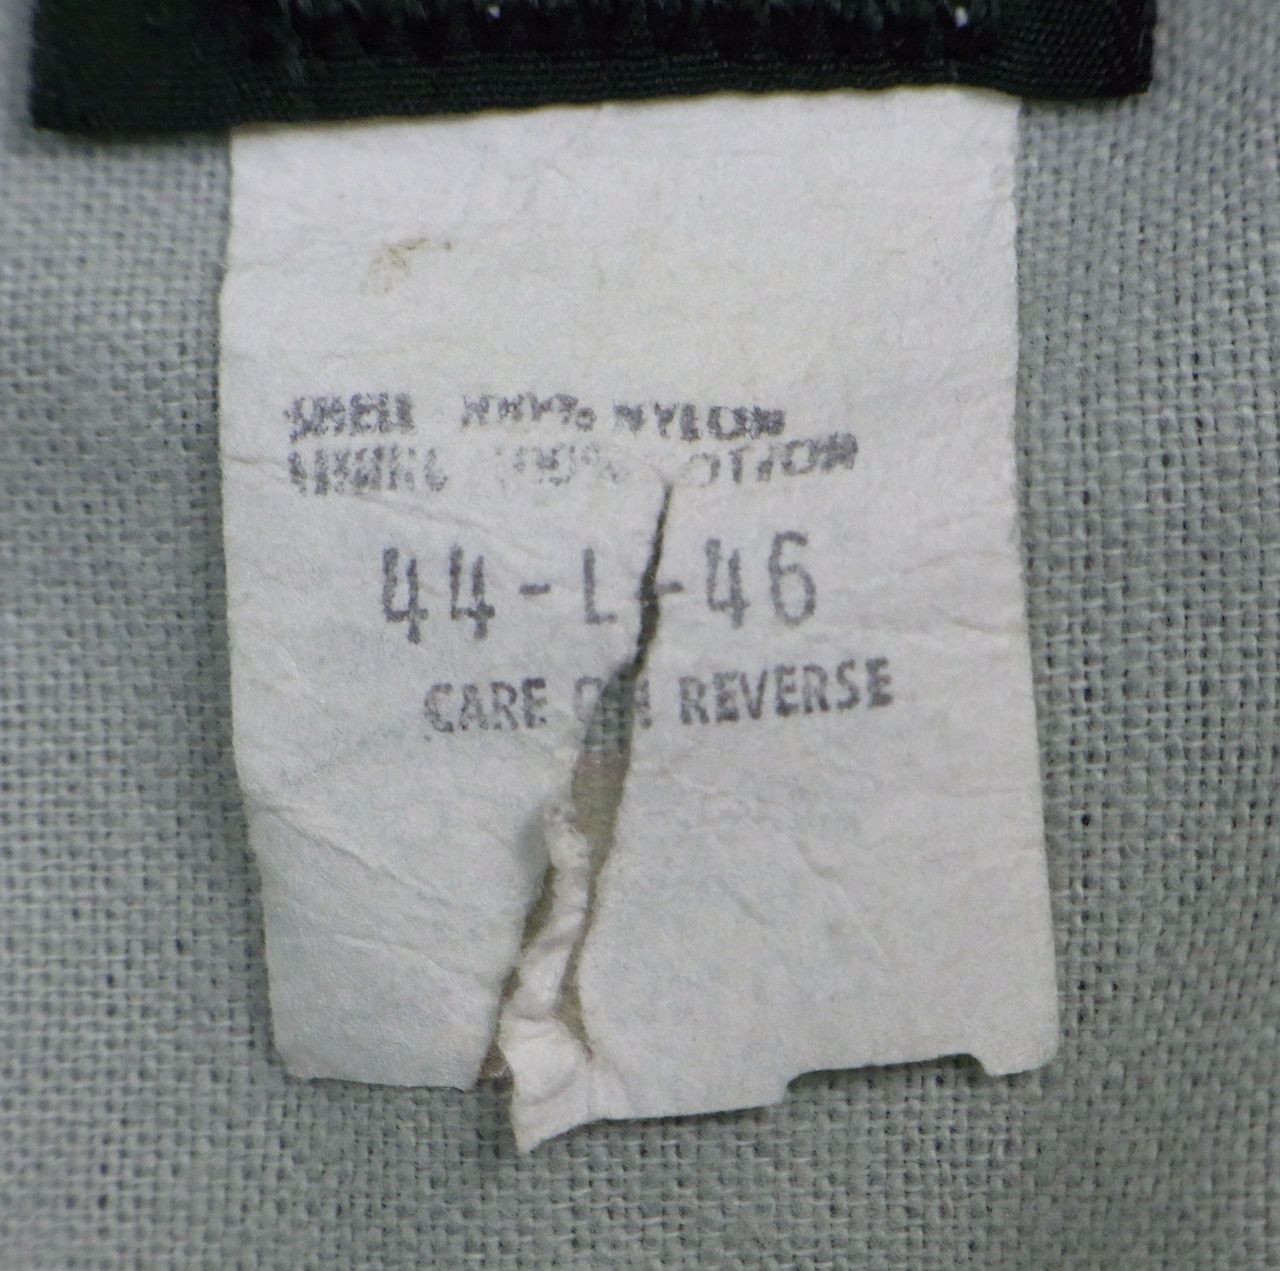 SHELL 100% NYLON
LINING 100% COTTON
44-L-46
CARE ON REVERSE